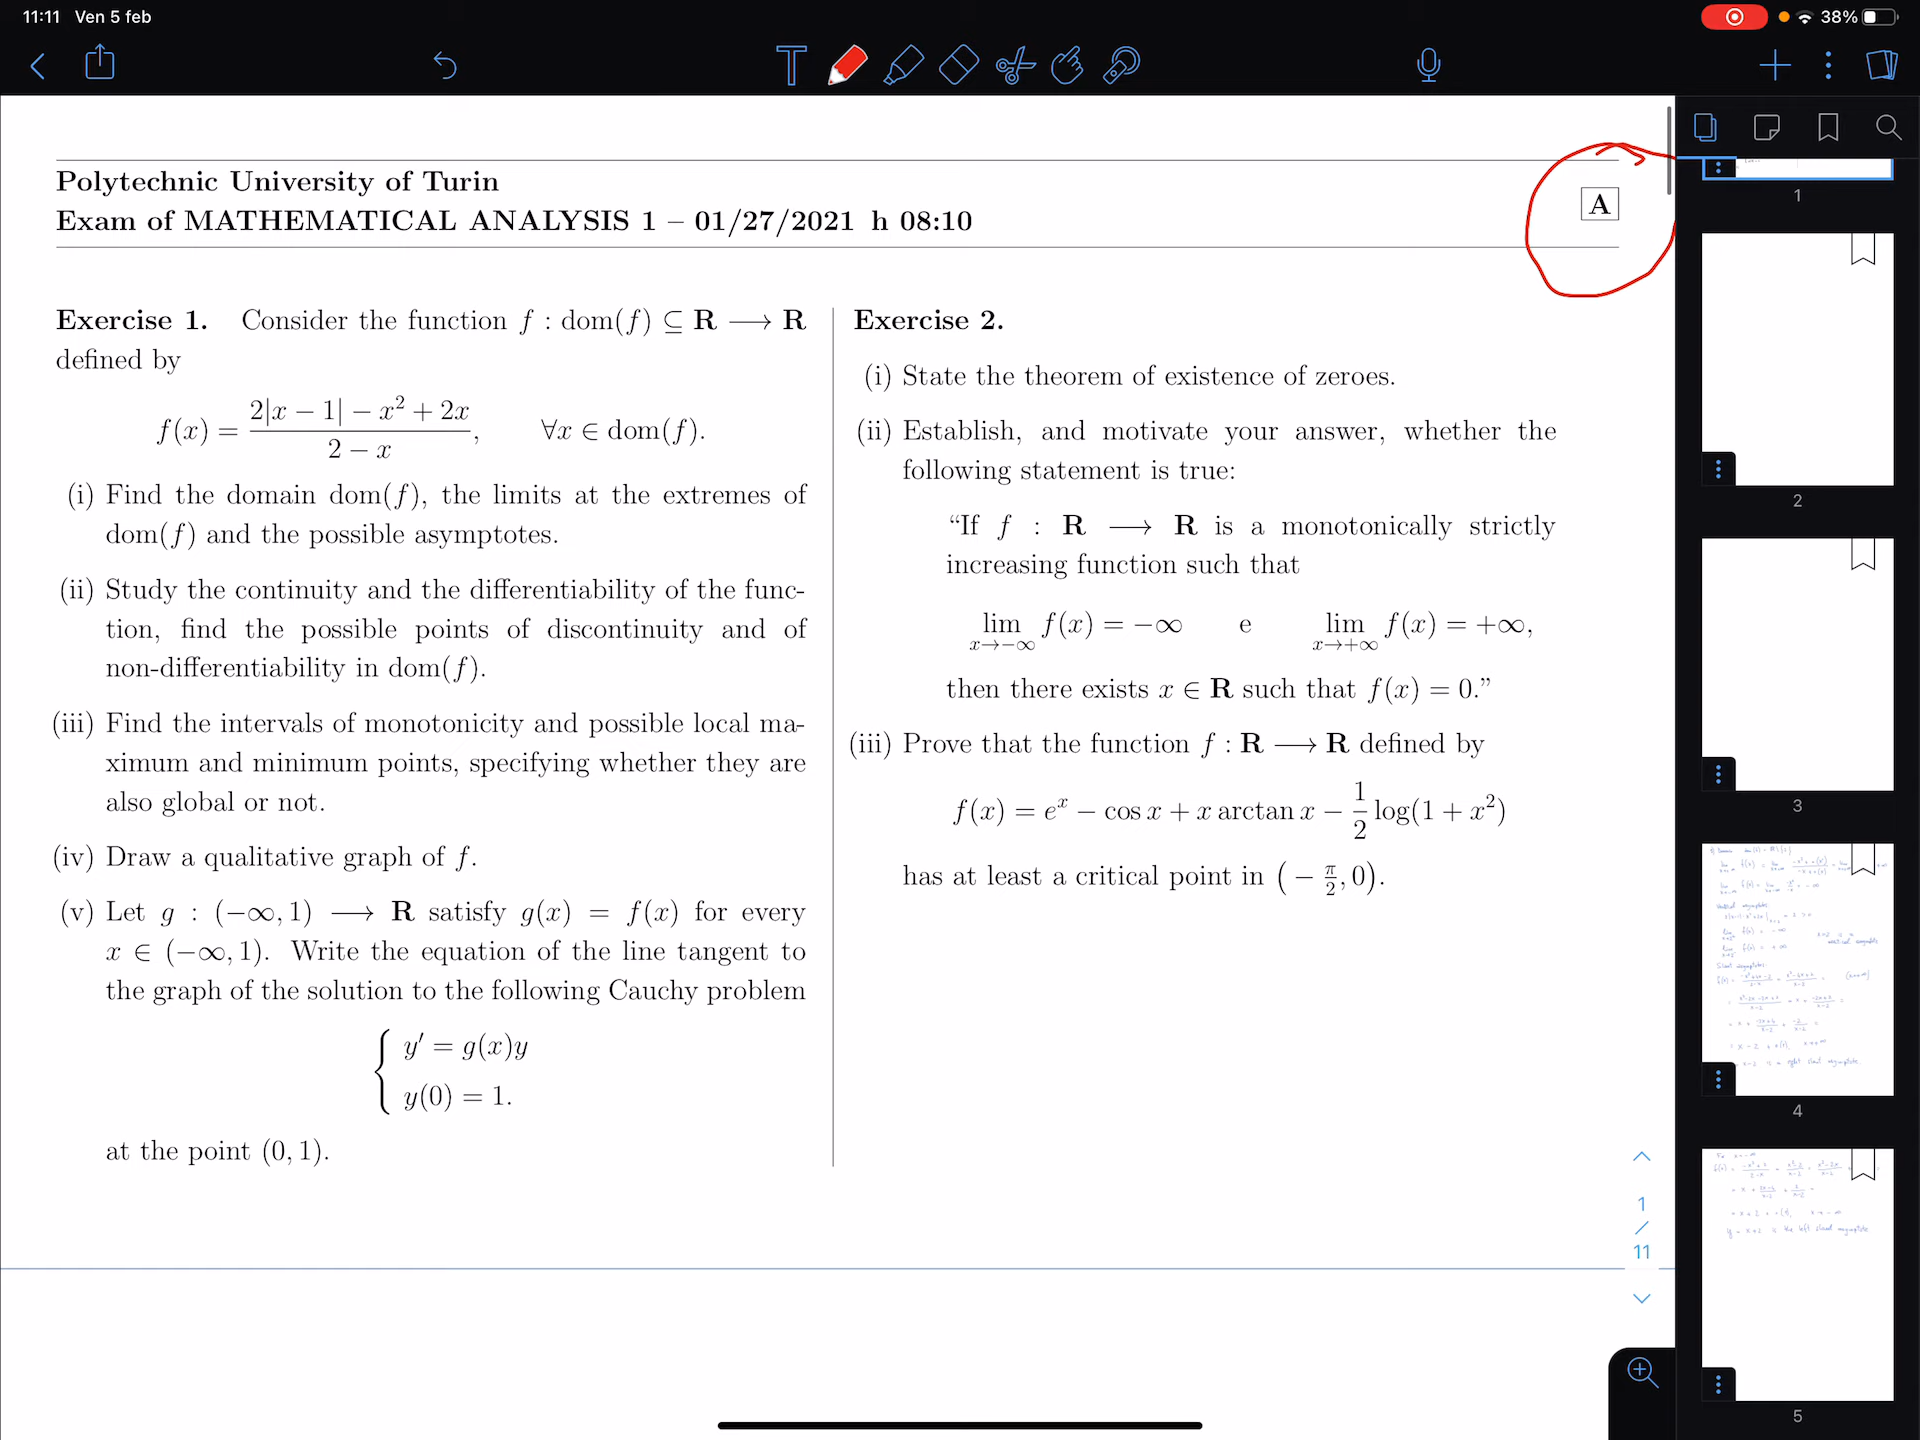 11:11 Ven 5 feb
38%
Polytechnic University of Turin
Exam of MATHEMATICAL ANALYSIS 1 – 01/27/2021 h 08:10
A
Exercise 1. Consider the function f : dom(f) ⊆ R ⟶ R
defined by
f(x) = (2|x − 1| − x² + 2x)/(2 − x), ∀x ∈ dom(f).
(i) Find the domain dom(f), the limits at the extremes of
dom(f) and the possible asymptotes.
(ii) Study the continuity and the differentiability of the func-
tion, find the possible points of discontinuity and of
non-differentiability in dom(f).
(iii) Find the intervals of monotonicity and possible local ma-
ximum and minimum points, specifying whether they are
also global or not.
(iv) Draw a qualitative graph of f.
(v) Let g : (−∞, 1) ⟶ R satisfy g(x) = f(x) for every
x ∈ (−∞, 1). Write the equation of the line tangent to
the graph of the solution to the following Cauchy problem
{ y′ = g(x)y
y(0) = 1.
at the point (0, 1).
Exercise 2.
(i) State the theorem of existence of zeroes.
(ii) Establish, and motivate your answer, whether the
following statement is true:
“If f : R ⟶ R is a monotonically strictly
increasing function such that
lim x→−∞ f(x) = −∞ e lim x→+∞ f(x) = +∞,
then there exists x ∈ R such that f(x) = 0.”
(iii) Prove that the function f : R ⟶ R defined by
f(x) = eˣ − cos x + x arctan x − 1/2 log(1 + x²)
has at least a critical point in (− π/2, 0).
1
/
11
1
2
3
4
5